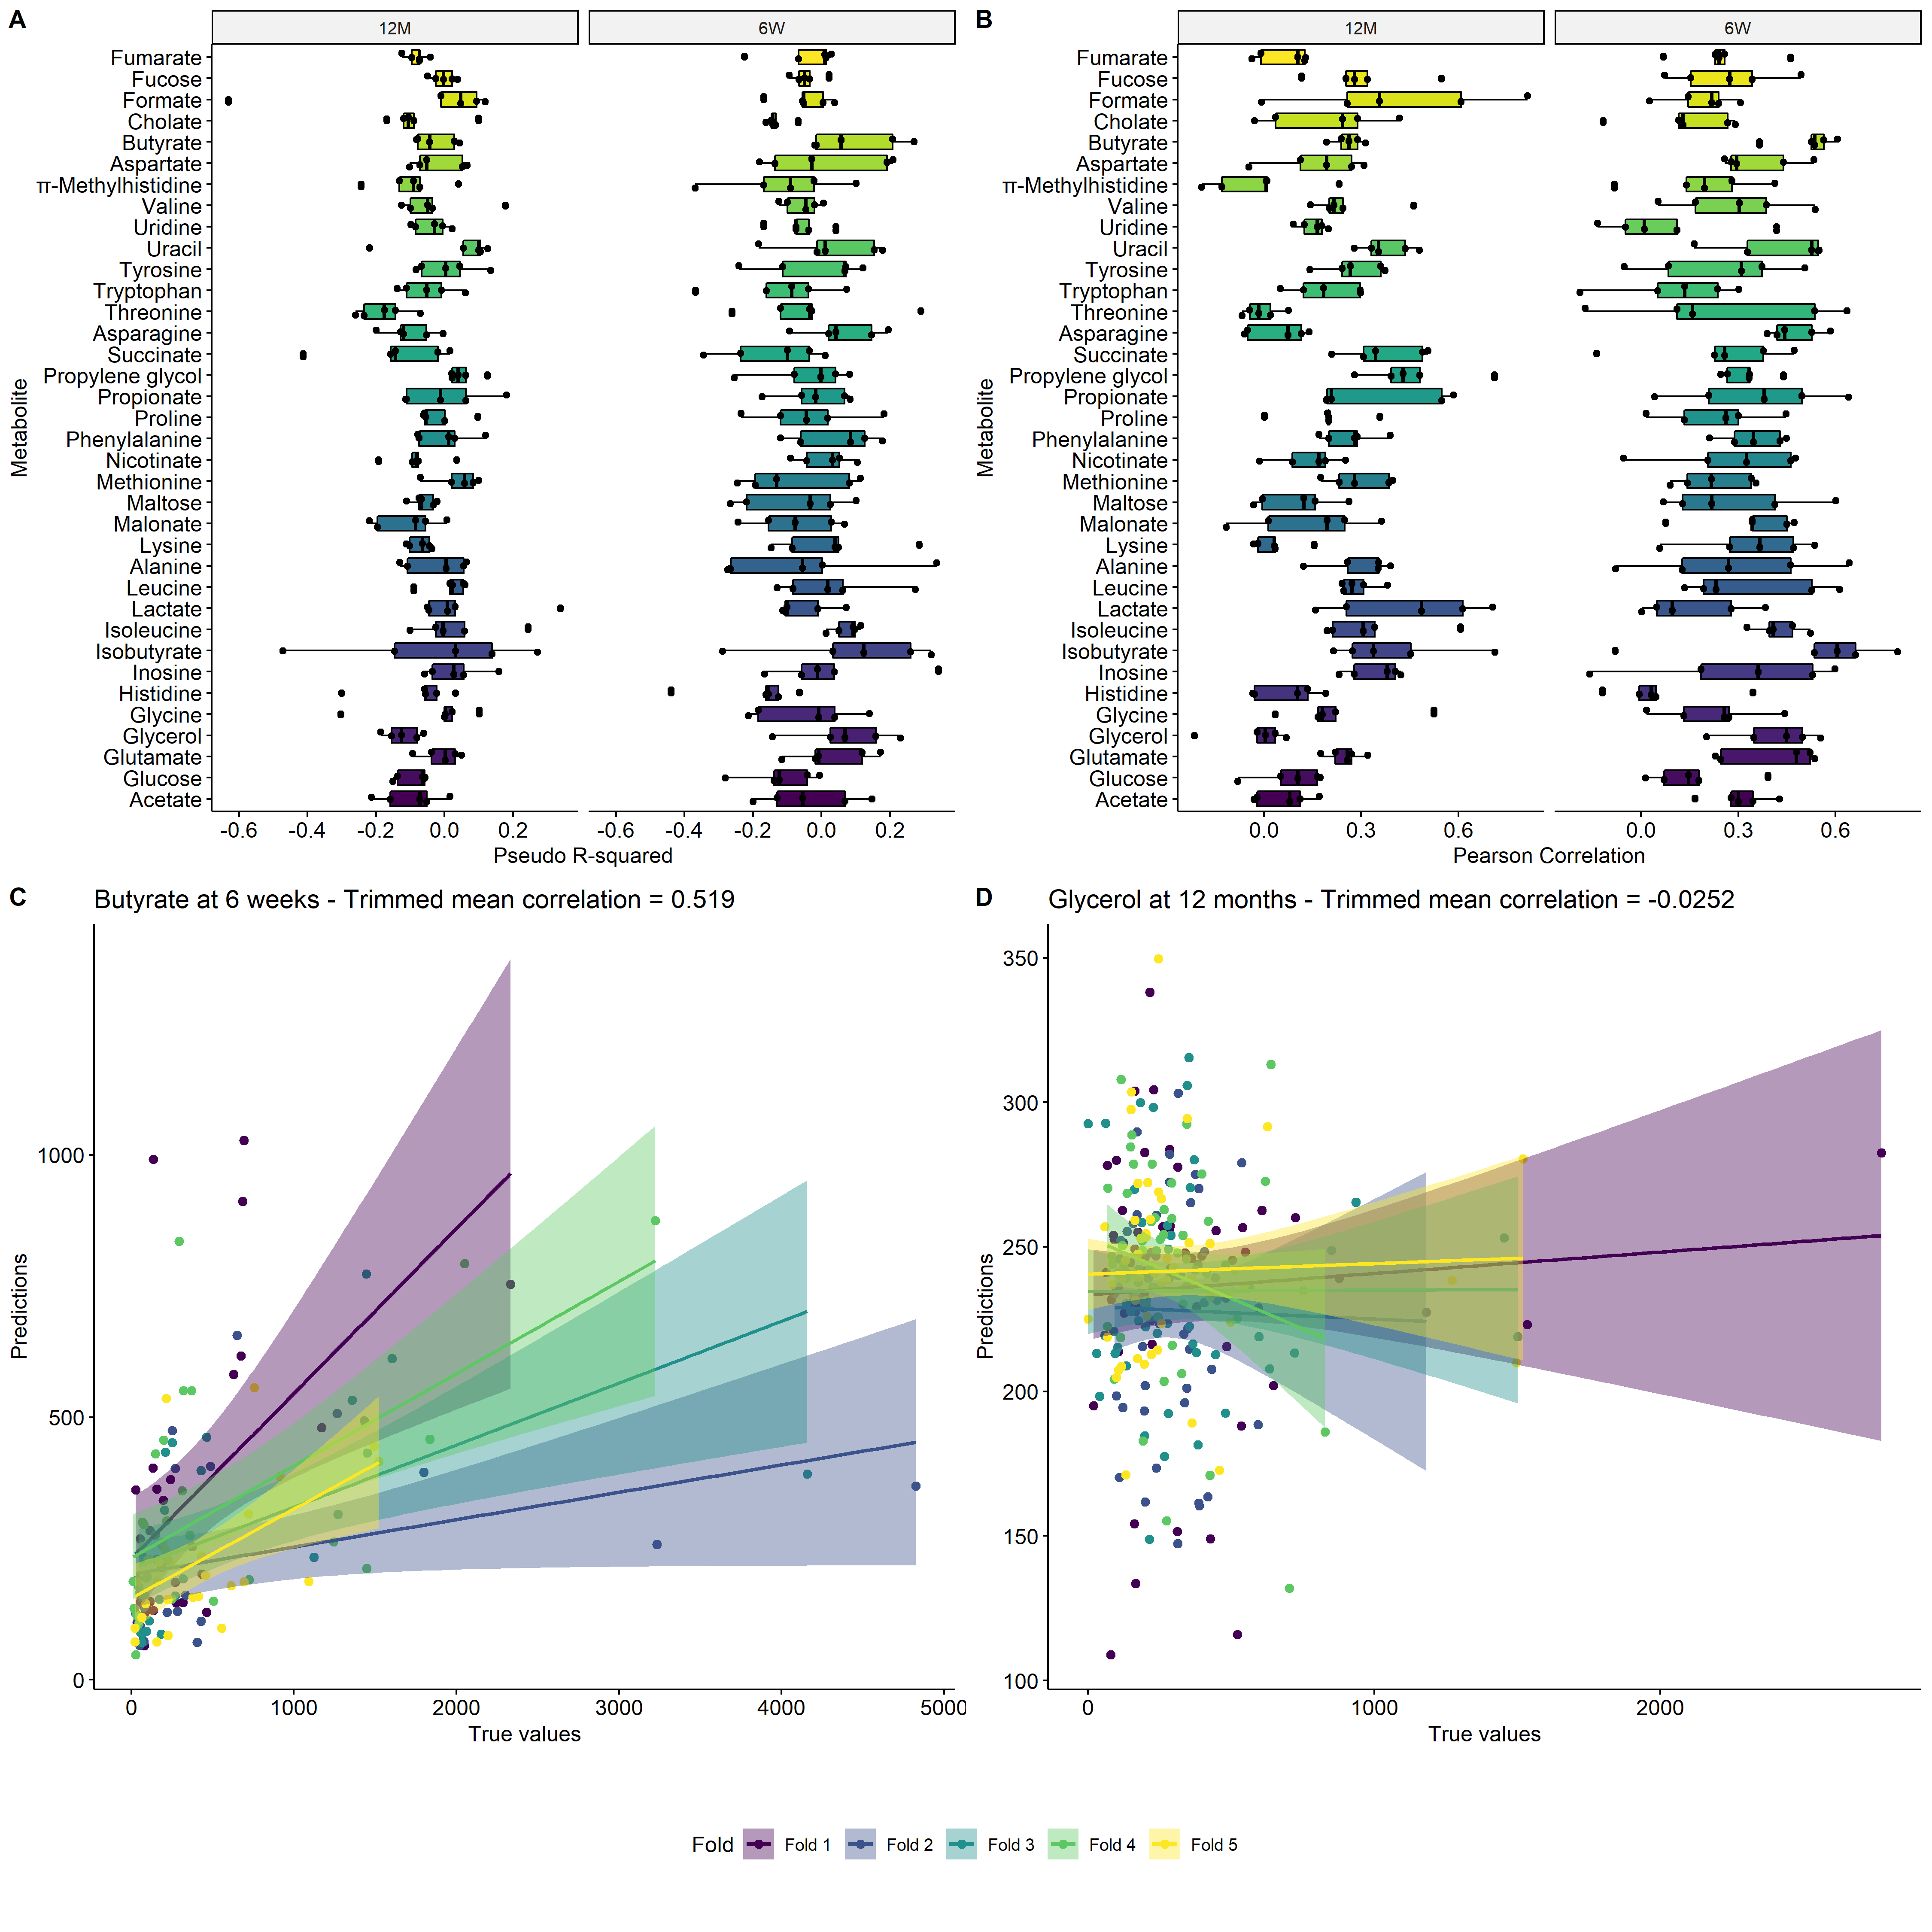 A
12M
6W
Fumarate
Fucose
Formate
Cholate
Butyrate
Aspartate
π-Methylhistidine
Valine
Uridine
Uracil
Tyrosine
Tryptophan
Threonine
Asparagine
Succinate
Propylene glycol
Propionate
Proline
Phenylalanine
Nicotinate
Methionine
Maltose
Malonate
Lysine
Alanine
Leucine
Lactate
Isoleucine
Isobutyrate
Inosine
Histidine
Glycine
Glycerol
Glutamate
Glucose
Acetate
Metabolite
-0.6 -0.4 -0.2 0.0 0.2
-0.6 -0.4 -0.2 0.0 0.2
Pseudo R-squared
B
12M
6W
Fumarate
Fucose
Formate
Cholate
Butyrate
Aspartate
π-Methylhistidine
Valine
Uridine
Uracil
Tyrosine
Tryptophan
Threonine
Asparagine
Succinate
Propylene glycol
Propionate
Proline
Phenylalanine
Nicotinate
Methionine
Maltose
Malonate
Lysine
Alanine
Leucine
Lactate
Isoleucine
Isobutyrate
Inosine
Histidine
Glycine
Glycerol
Glutamate
Glucose
Acetate
Metabolite
0.0 0.3 0.6
0.0 0.3 0.6
Pearson Correlation
C
Butyrate at 6 weeks - Trimmed mean correlation = 0.519
1000
500
0
Predictions
0 1000 2000 3000 4000 5000
True values
D
Glycerol at 12 months - Trimmed mean correlation = -0.0252
350
300
250
200
150
100
Predictions
0 1000 2000
True values
Fold Fold 1 Fold 2 Fold 3 Fold 4 Fold 5